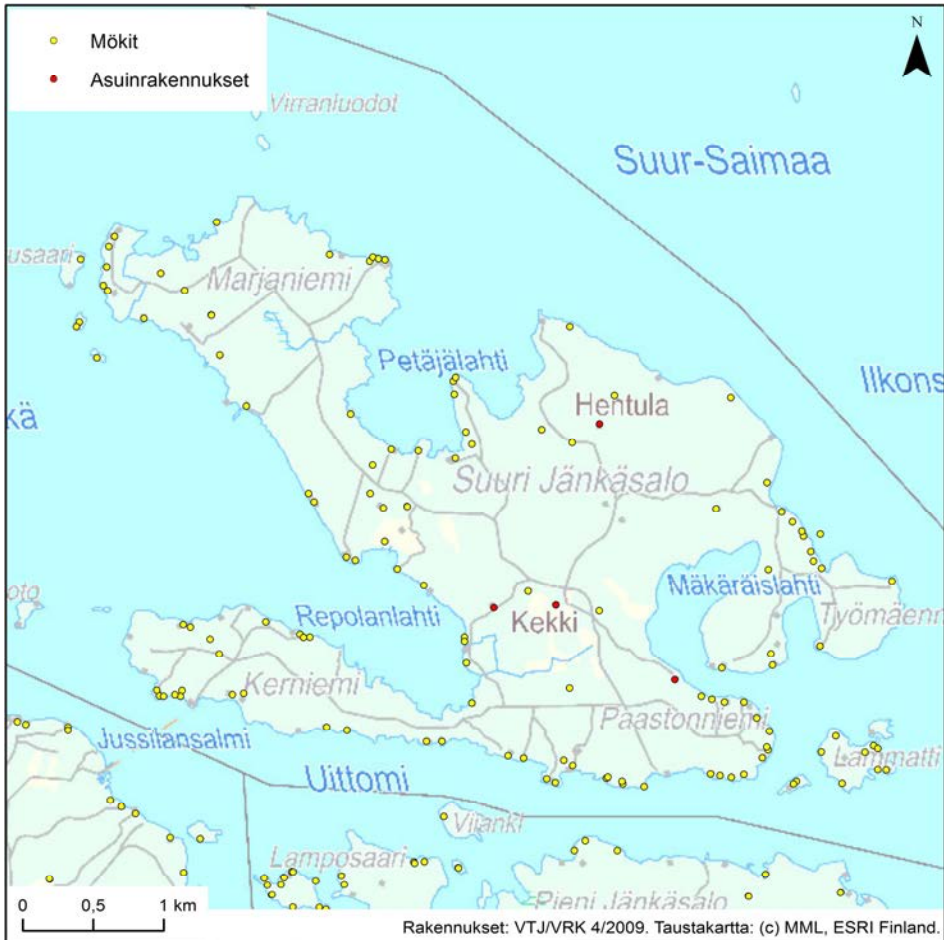 Mökit
Asuinrakennukset
N
Virranluodot
Suur-Saimaa
usaari
Marjaniemi
Petäjälahti
Ilkons
Hentula
kä
Suuri Jänkäsalo
Mäkäräislahti
oto
Repolanlahti
Kekki
Työmäenn
Kerniemi
Paastonniemi
Jussilansalmi
Lammatti
Uittomi
Viianki
Lamposaari
Pieni Jänkäsalo
0 0,5 1 km
Rakennukset: VTJ/VRK 4/2009. Taustakartta: (c) MML, ESRI Finland.